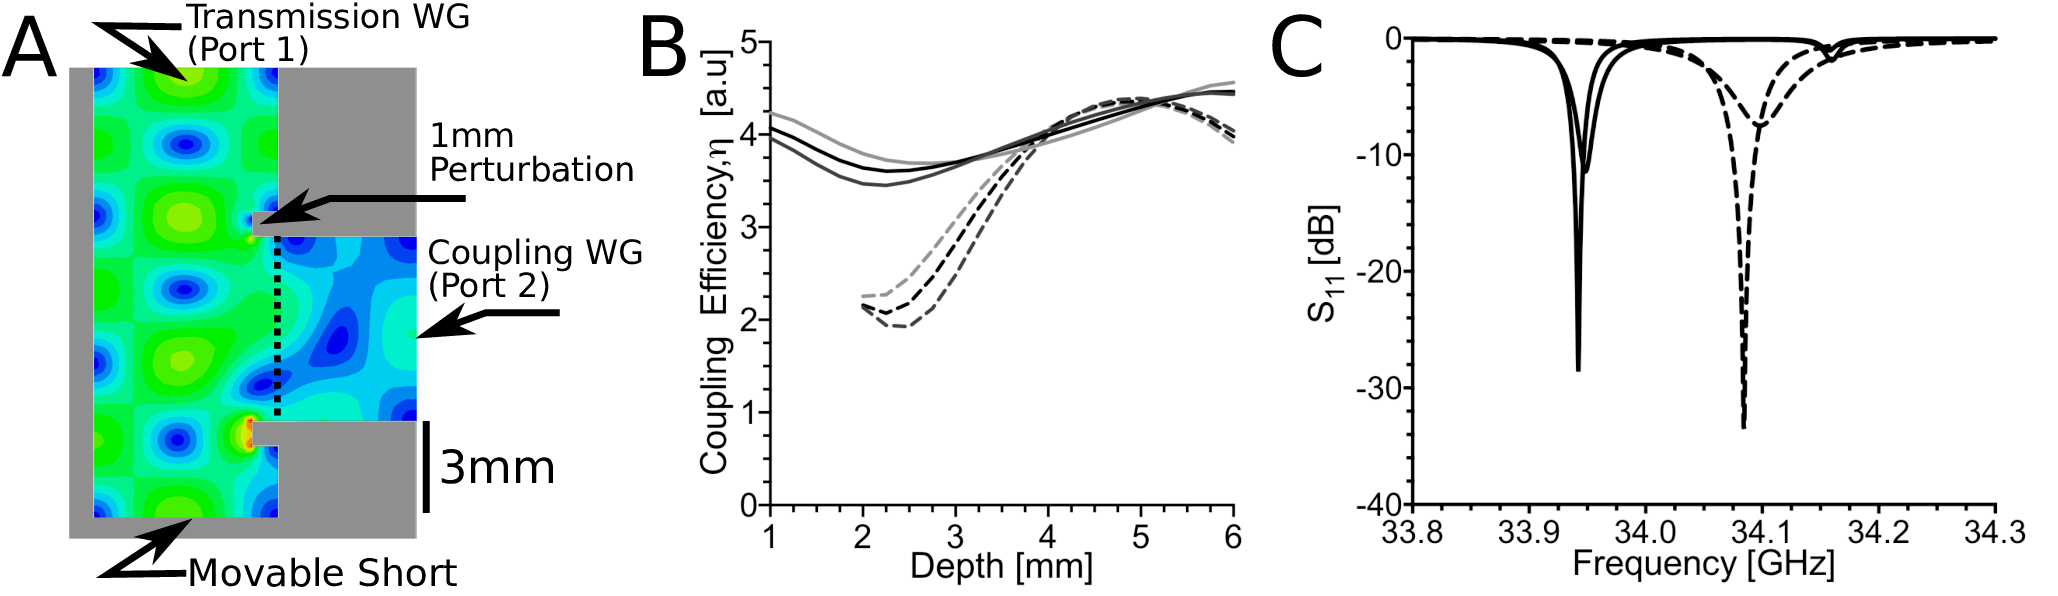 A
Transmission WG
(Port 1)
1mm
Perturbation
Coupling WG
(Port 2)
3mm
Movable Short
B
Coupling Efficiency,η [a.u]
5
4
3
2
1
0
1 2 3 4 5 6
Depth [mm]
C
S11 [dB]
0
-10
-20
-30
-40
33.8 33.9 34.0 34.1 34.2 34.3
Frequency [GHz]